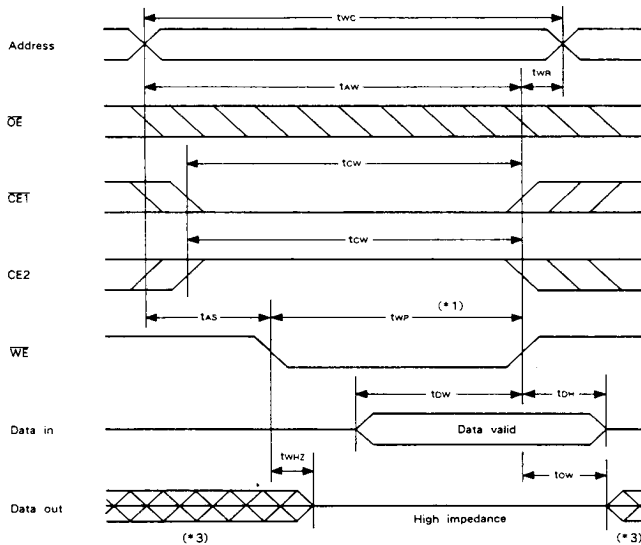 tWC
Address
tAW
tWR
OE
tCW
CE1
tCW
CE2
(*1)
tAS
tWP
WE
tDW
tDH
Data in
Data valid
tWHZ
tOW
Data out
High impedance
(*3)
(*3)